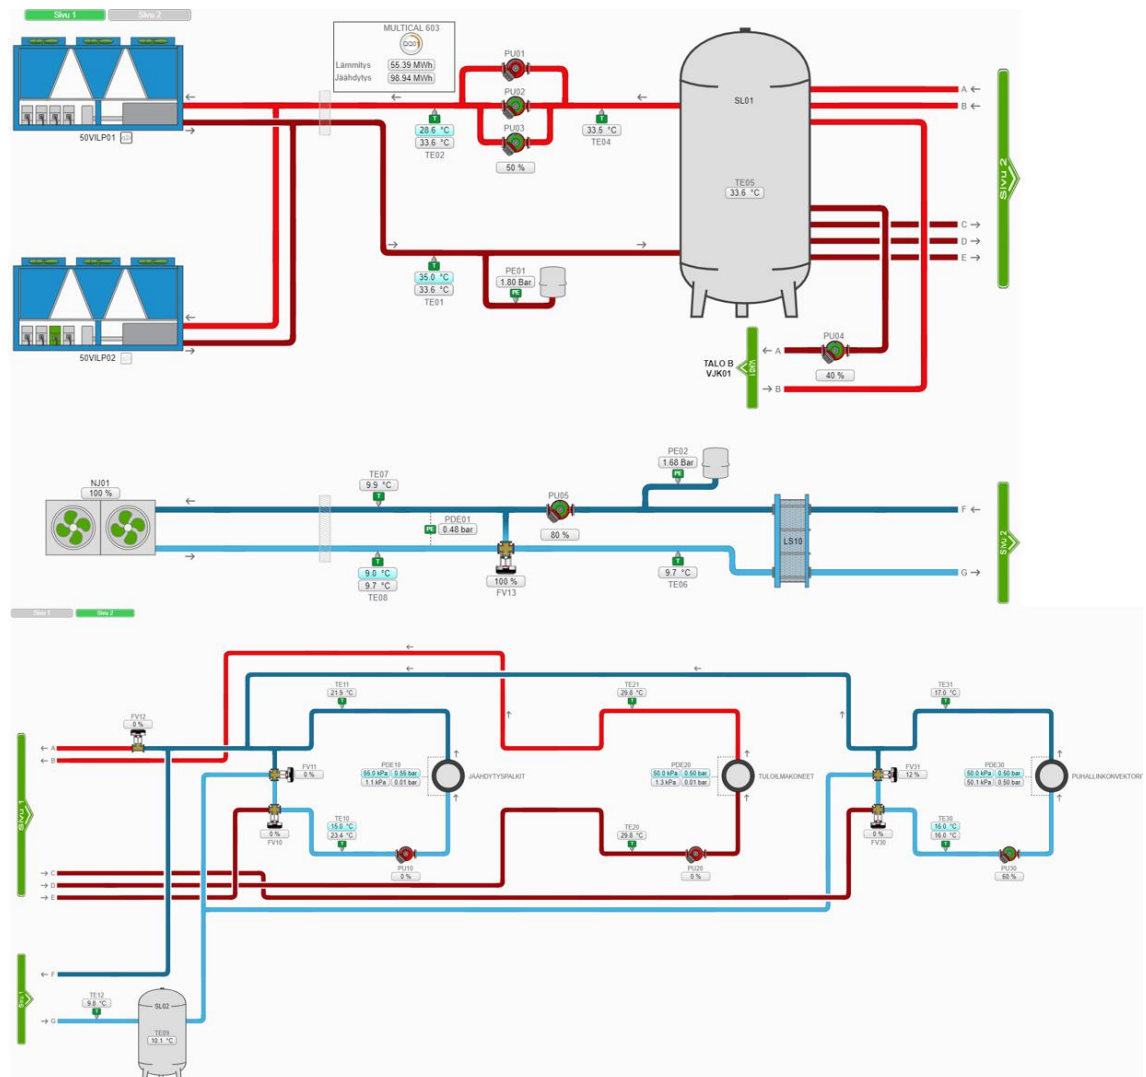 Sivu 1
Sivu 2
MULTICAL 603
QQ01
Lämmitys 55.39 MWh
Jäähdytys 98.94 MWh
50VILP01
PU01
PU02
PU03
50 %
T
28.6 °C
33.6 °C
TE02
T
33.5 °C
TE04
SL01
TE05
33.6 °C
A
B
C
D
E
Sivu 2
50VILP02
T
35.0 °C
33.6 °C
TE01
PE01
1.80 Bar
PE
PU04
40 %
TALO B
VJK01
VJK01
A
B
NJ01
100 %
TE07
9.9 °C
T
PE
PDE01
0.48 bar
PU05
80 %
PE02
1.68 Bar
PE
LS10
F
G
Sivu 2
T
9.0 °C
9.7 °C
TE08
100 %
FV13
T
9.7 °C
TE06
Sivu 1
Sivu 2
TE11
21.9 °C
T
TE21
29.8 °C
T
TE31
17.0 °C
T
FV12
0 %
A
B
FV11
0 %
PDE10
55.0 kPa 0.55 bar
1.1 kPa 0.01 bar
JÄÄHDYTYSPALKIT
PDE20
50.0 kPa 0.50 bar
1.3 kPa 0.01 bar
TULOILMAKONEET
FV31
12 %
PDE30
50.0 kPa 0.50 bar
50.1 kPa 0.50 bar
PUHALLINKONVEKTORI
Sivu 1
0 %
FV10
TE10
15.0 °C
23.4 °C
T
PU10
0 %
TE20
29.8 °C
T
PU20
0 %
0 %
FV30
TE30
15.0 °C
16.0 °C
T
PU30
60 %
C
D
E
F
G
Sivu 1
TE12
9.8 °C
T
SL02
TE09
10.1 °C